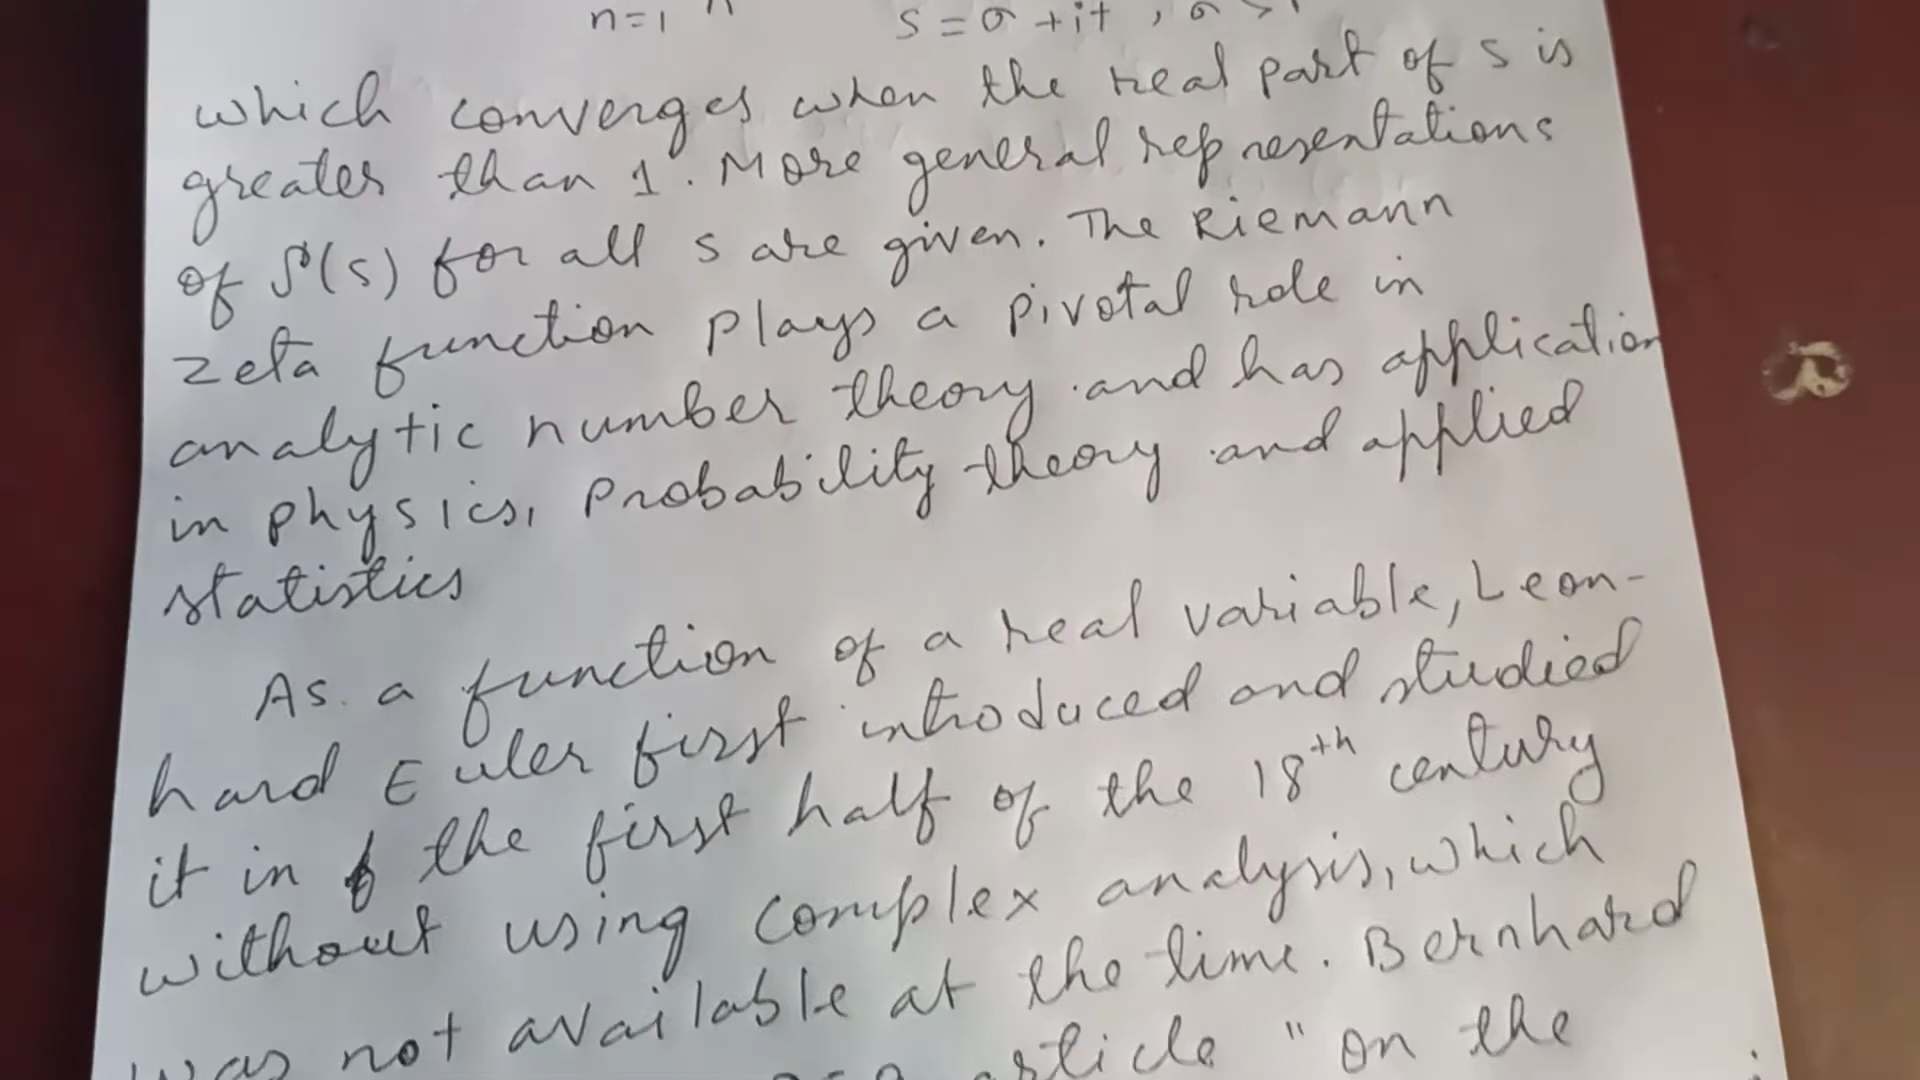 n=1 n s=σ+it, σ>1
which converges when the real part of s is
greater than 1. More general representations
of ζ(s) for all s are given. The Riemann
zeta function plays a pivotal role in
analytic number theory and has application
in physics, Probability theory and applied
statistics
As a function of a real variable, Leon-
hard Euler first introduced and studied
it in the first half of the 18th century
without using complex analysis, which
was not available at the time. Bernhard
article "on the